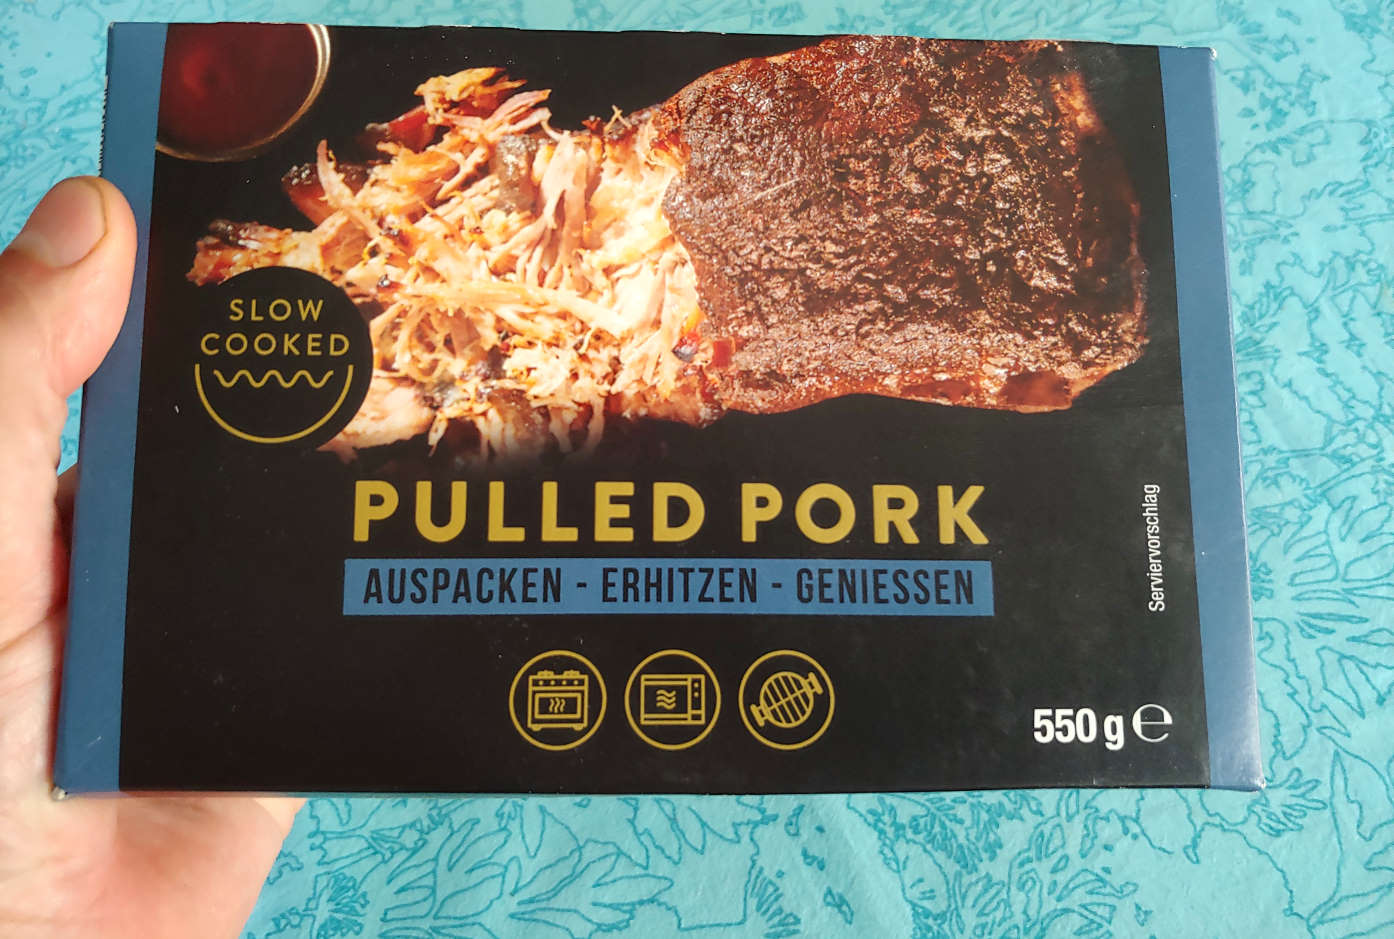 SLOW
COOKED
PULLED PORK
AUSPACKEN - ERHITZEN - GENIESSEN
Serviervorschlag
550 g ℮